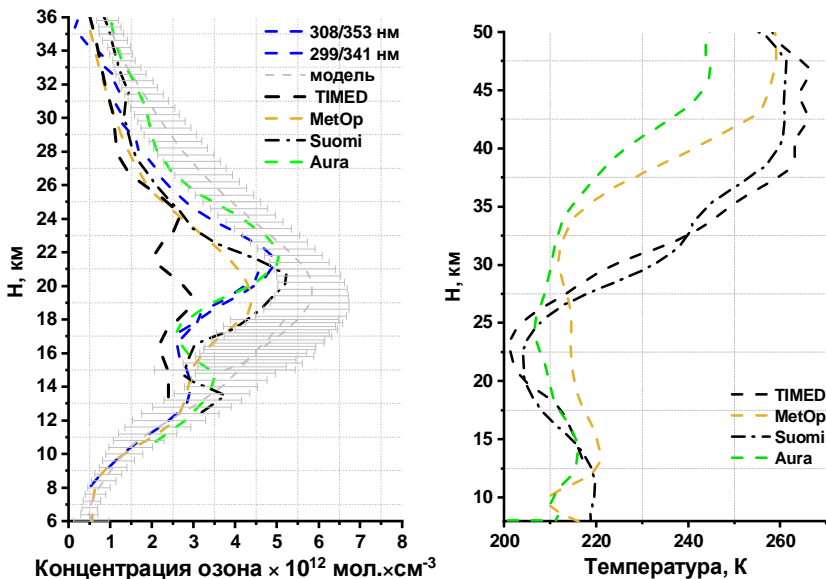 36
34
32
30
28
26
24
22
20
18
16
14
12
10
8
6
H, км
308/353 нм
299/341 нм
модель
TIMED
MetOp
Suomi
Aura
0 1 2 3 4 5 6 7 8
Концентрация озона × 10¹² мол.×см⁻³
50
45
40
35
30
25
20
15
10
H, км
TIMED
MetOp
Suomi
Aura
200 220 240 260
Температура, К